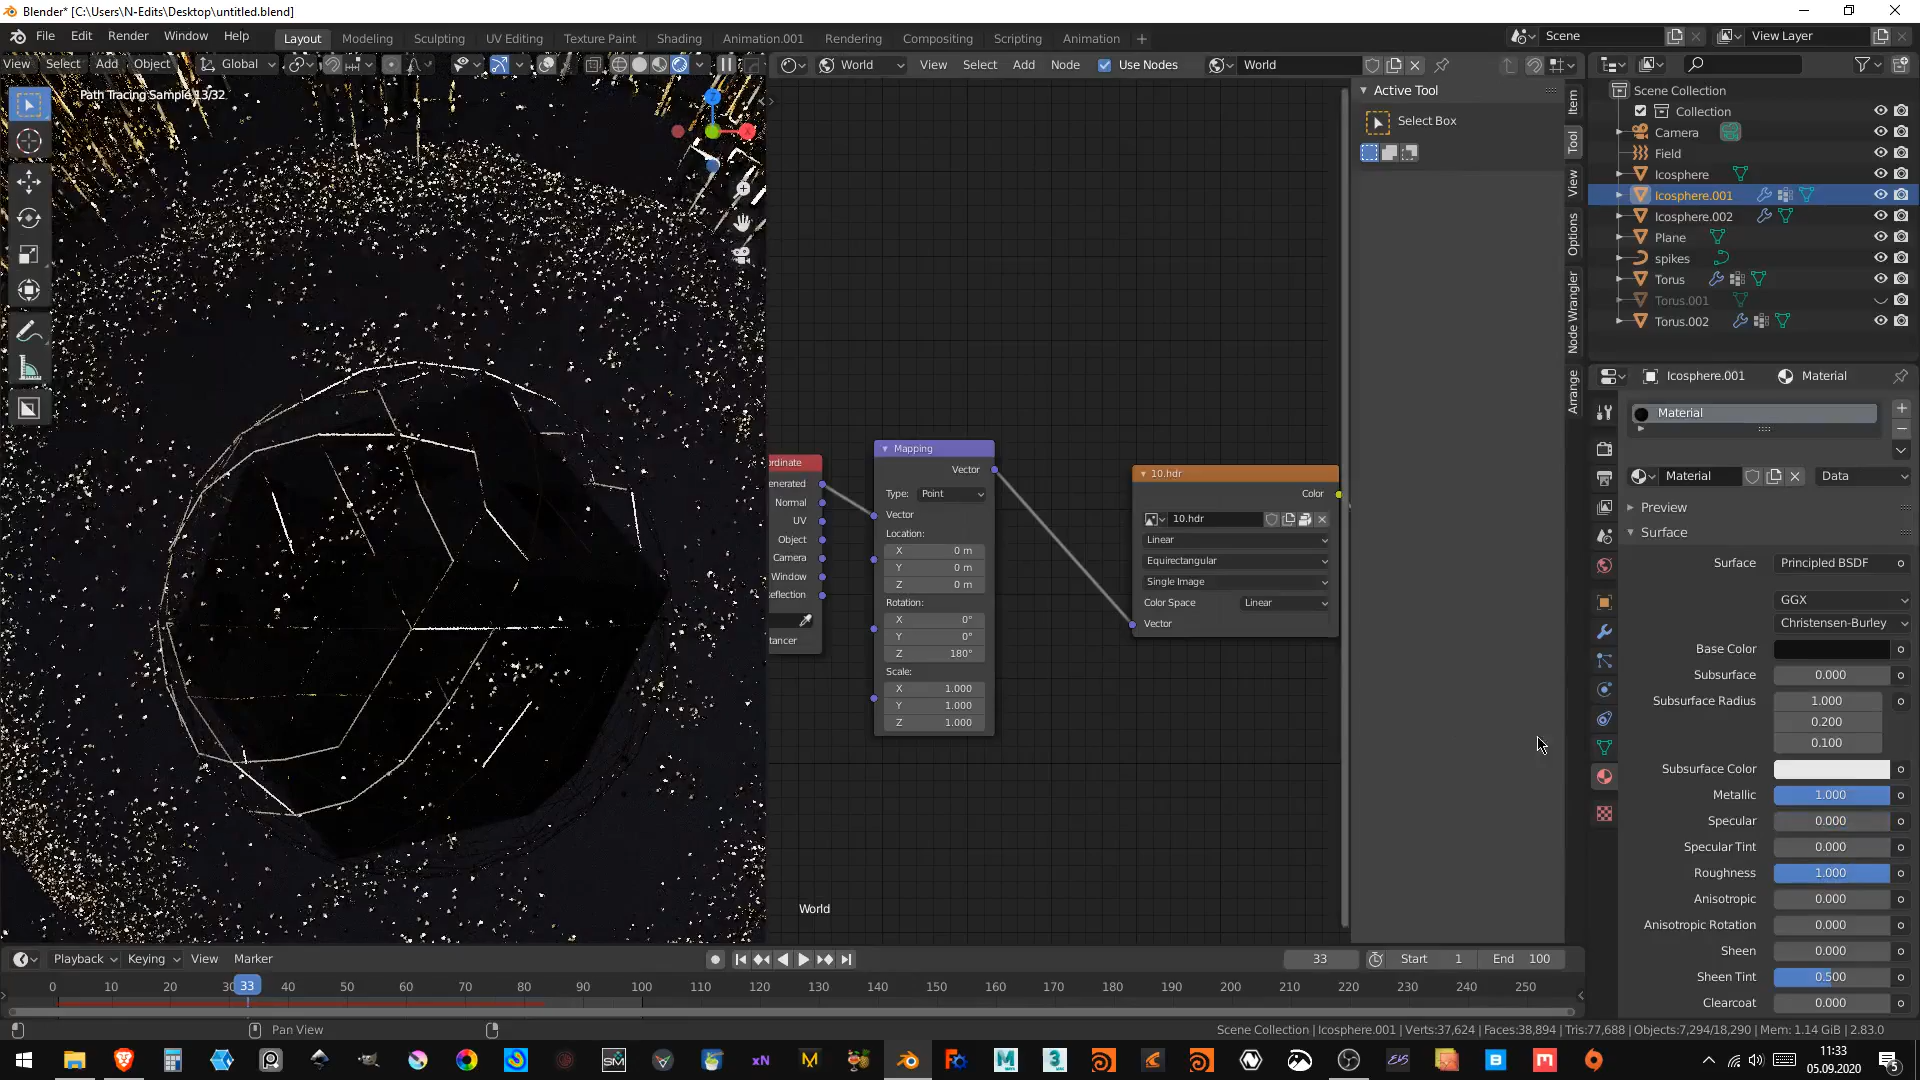 Blender* [C:\Users\N-Edits\Desktop\untitled.blend]
File Edit Render Window Help Layout Modeling Sculpting UV Editing Texture Paint Shading Animation.001 Rendering Compositing Scripting Animation + Scene View Layer
View Select Add Object Global World View Select Add Node Use Nodes World
Path Tracing Sample 13/32
Active Tool
Select Box
Item
Tool
View
Options
Node Wrangler
Arrange
Scene Collection
Collection
Camera
Field
Icosphere
Icosphere.001
Icosphere.002
Plane
spikes
Torus
Torus.001
Torus.002
Icosphere.001 Material
Material
Material Data
Preview
Surface
Surface Principled BSDF
GGX
Christensen-Burley
Base Color
Subsurface 0.000
Subsurface Radius 1.000
0.200
0.100
Subsurface Color
Metallic 1.000
Specular 0.000
Specular Tint 0.000
Roughness 1.000
Anisotropic 0.000
Anisotropic Rotation 0.000
Sheen 0.000
Sheen Tint 0.500
Clearcoat 0.000
rdinate
enerated
Normal
UV
Object
Camera
Window
eflection
tancer
Mapping
Vector
Type: Point
Vector
Location:
X 0 m
Y 0 m
Z 0 m
Rotation:
X 0°
Y 0°
Z 180°
Scale:
X 1.000
Y 1.000
Z 1.000
10.hdr
Color
10.hdr
Linear
Equirectangular
Single Image
Color Space Linear
Vector
World
Playback Keying View Marker 33 Start 1 End 100
0 10 20 30 33 40 50 60 70 80 90 100 110 120 130 140 150 160 170 180 190 200 210 220 230 240 250
Pan View
Scene Collection | Icosphere.001 | Verts:37,624 | Faces:38,894 | Tris:77,688 | Objects:7,294/18,290 | Mem: 1.14 GiB | 2.83.0
11:33
05.09.2020
5